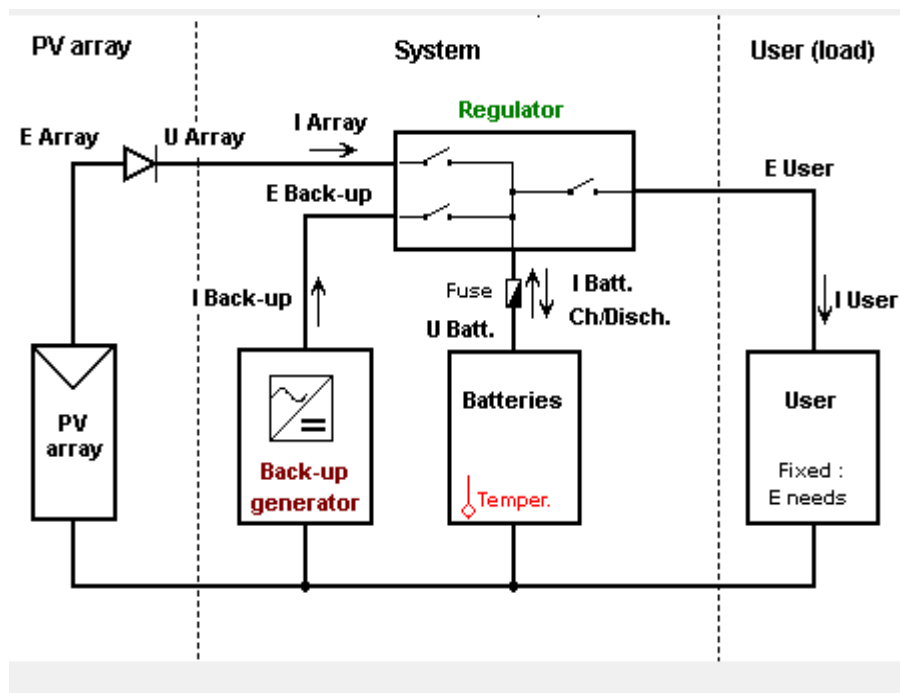 PV array
System
User (load)
Regulator
I Array
E Array
U Array
E Back-up
E User
I Back-up
Fuse
I Batt.
Ch/Disch.
U Batt.
I User
PV
array
Back-up
generator
Batteries
Temper.
User
Fixed :
E needs